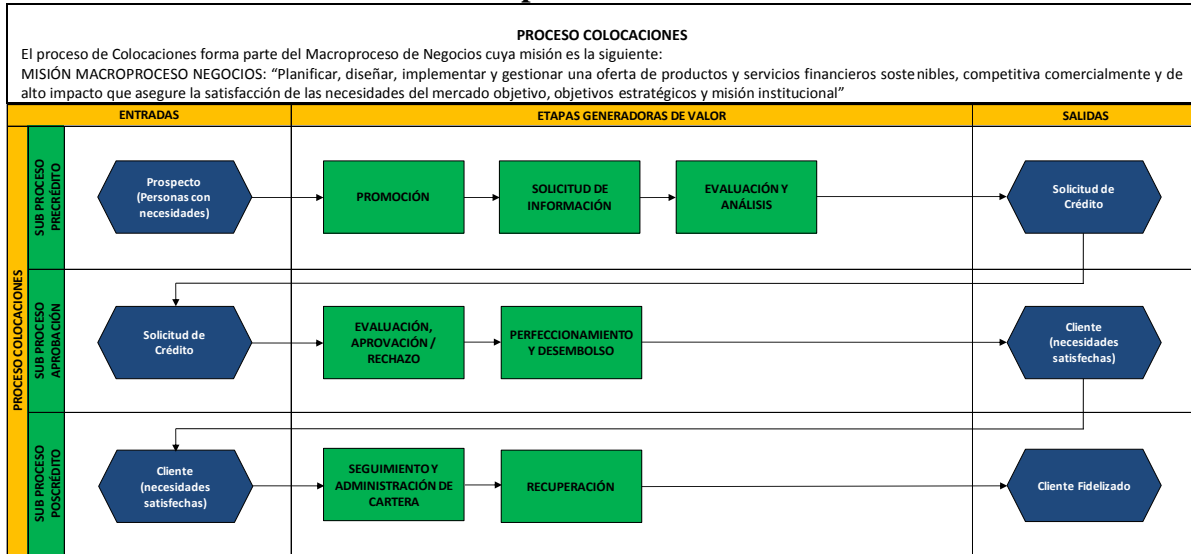 PROCESO COLOCACIONES
El proceso de Colocaciones forma parte del Macroproceso de Negocios cuya misión es la siguiente:
MISIÓN MACROPROCESO NEGOCIOS: “Planificar, diseñar, implementar y gestionar una oferta de productos y servicios financieros sostenibles, competitiva comercialmente y de
alto impacto que asegure la satisfacción de las necesidades del mercado objetivo, objetivos estratégicos y misión institucional”
ENTRADAS
ETAPAS GENERADORAS DE VALOR
SALIDAS
PROCESO COLOCACIONES
SUB PROCESO
PRECRÉDITO
Prospecto
(Personas con
necesidades)
PROMOCIÓN
SOLICITUD DE
INFORMACIÓN
EVALUACIÓN Y
ANÁLISIS
Solicitud de
Crédito
SUB PROCESO
APROBACIÓN
Solicitud de
Crédito
EVALUACIÓN,
APROVACIÓN /
RECHAZO
PERFECCIONAMIENTO
Y DESEMBOLSO
Cliente
(necesidades
satisfechas)
SUB PROCESO
POSCRÉDITO
Cliente
(necesidades
satisfechas)
SEGUIMIENTO Y
ADMINISTRACIÓN DE
CARTERA
RECUPERACIÓN
Cliente Fidelizado